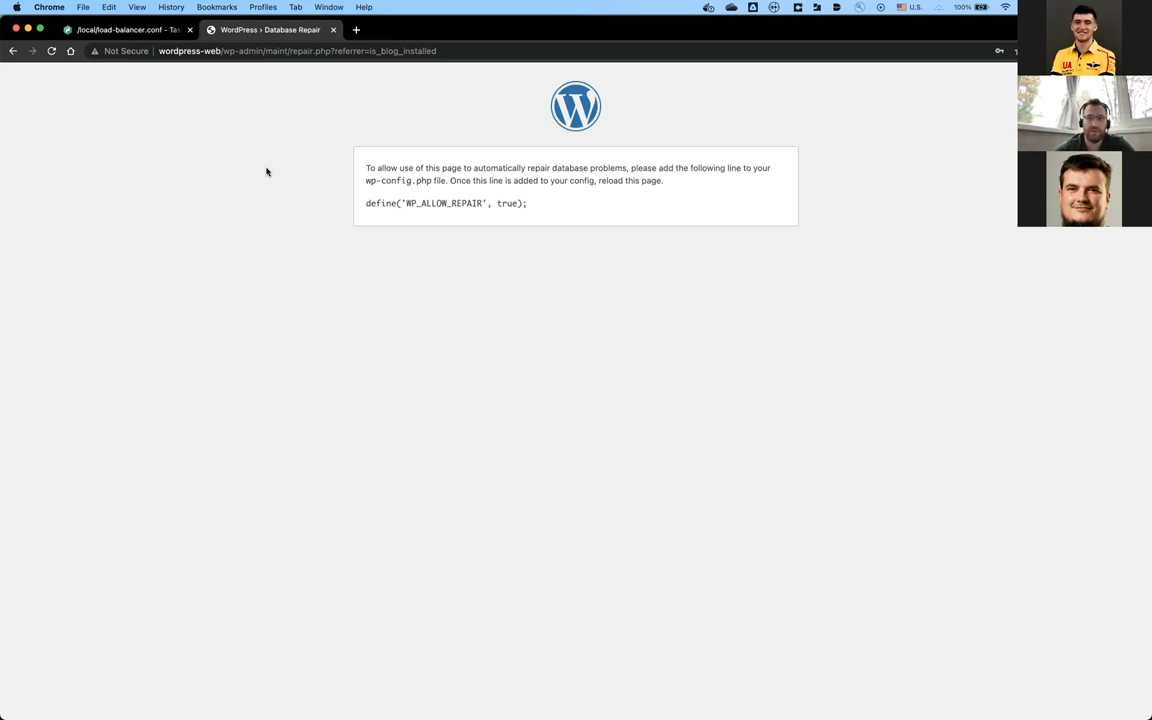 Chrome File Edit View History Bookmarks Profiles Tab Window Help 100% U.S.
/local/load-balancer.conf - Tas
WordPress › Database Repair
Not Secure wordpress-web/wp-admin/maint/repair.php?referrer=is_blog_installed
W
UA
To allow use of this page to automatically repair database problems, please add the following line to your
wp-config.php file. Once this line is added to your config, reload this page.
define('WP_ALLOW_REPAIR', true);